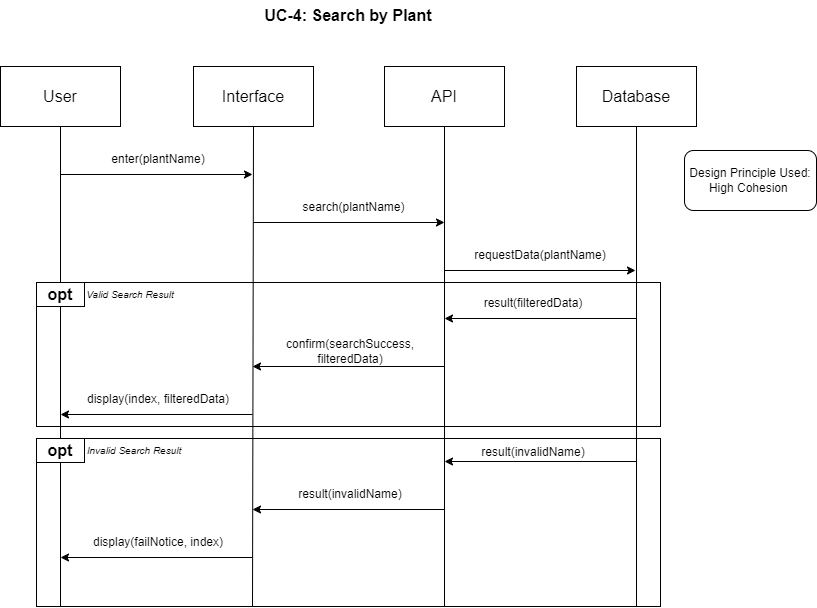 UC-4: Search by Plant
User
Interface
API
Database
enter(plantName)
Design Principle Used:
High Cohesion
search(plantName)
requestData(plantName)
opt
Valid Search Result
result(filteredData)
confirm(searchSuccess,
filteredData)
display(index, filteredData)
opt
Invalid Search Result
result(invalidName)
result(invalidName)
display(failNotice, index)